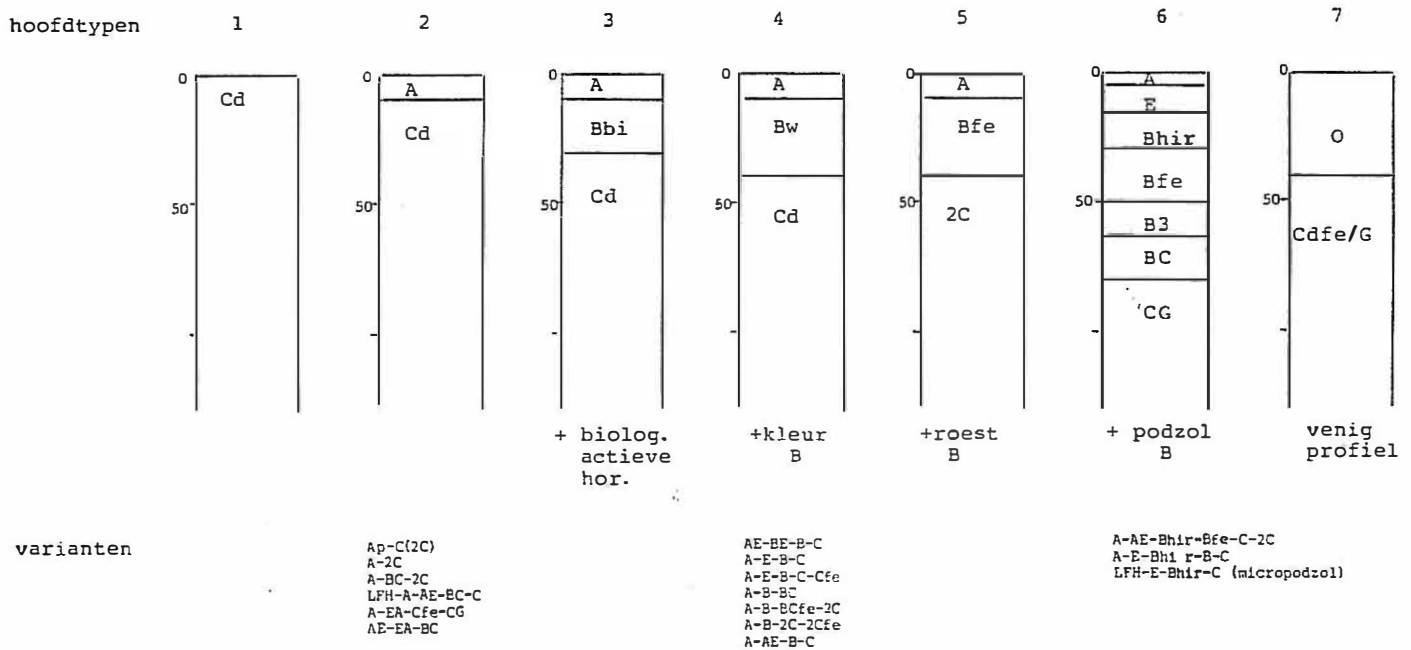 hoofdtypen 1 2 3 4 5 6 7
0 Cd 50
0 A Cd 50
0 A Bbi Cd 50
+ biolog.
actieve
hor.
0 A Bw Cd 50
+kleur
B
0 A Bfe 2C 50
+roest
B
0 A E Bhir Bfe 50 B3 BC CG
+ podzol
B
0 O 50 Cdfe/G
venig
profiel
varianten
Ap-C(2C)
A-2C
A-BC-2C
LFH-A-AE-BC-C
A-EA-Cfe-CG
AE-EA-BC
AE-BE-B-C
A-E-B-C
A-E-B-C-Cfe
A-B-BC
A-B-BCfe-2C
A-B-2C-2Cfe
A-AE-B-C
A-AE-Bhir-Bfe-C-2C
A-E-Bhi r-B-C
LFH-E-Bhir-C (micropodzol)